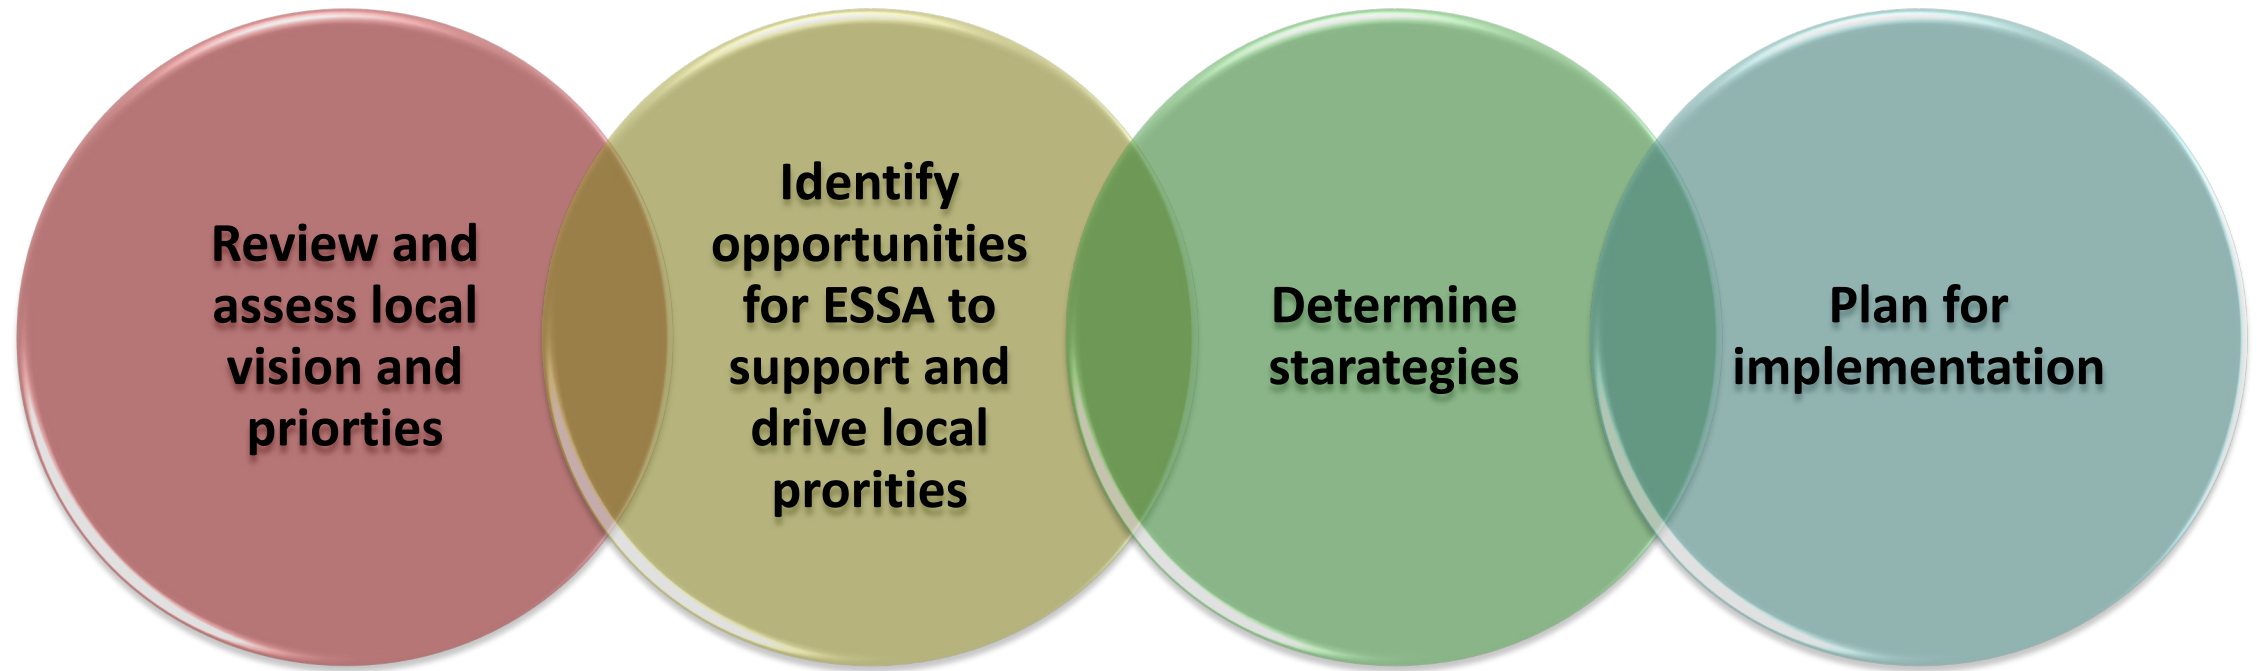 Review and
assess local
vision and
priorties
Identify
opportunities
for ESSA to
support and
drive local
prorities
Determine
starategies
Plan for
implementation